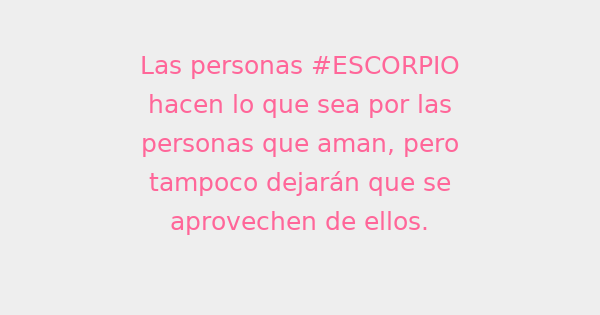 Las personas #ESCORPIO
hacen lo que sea por las
personas que aman, pero
tampoco dejarán que se
aprovechen de ellos.